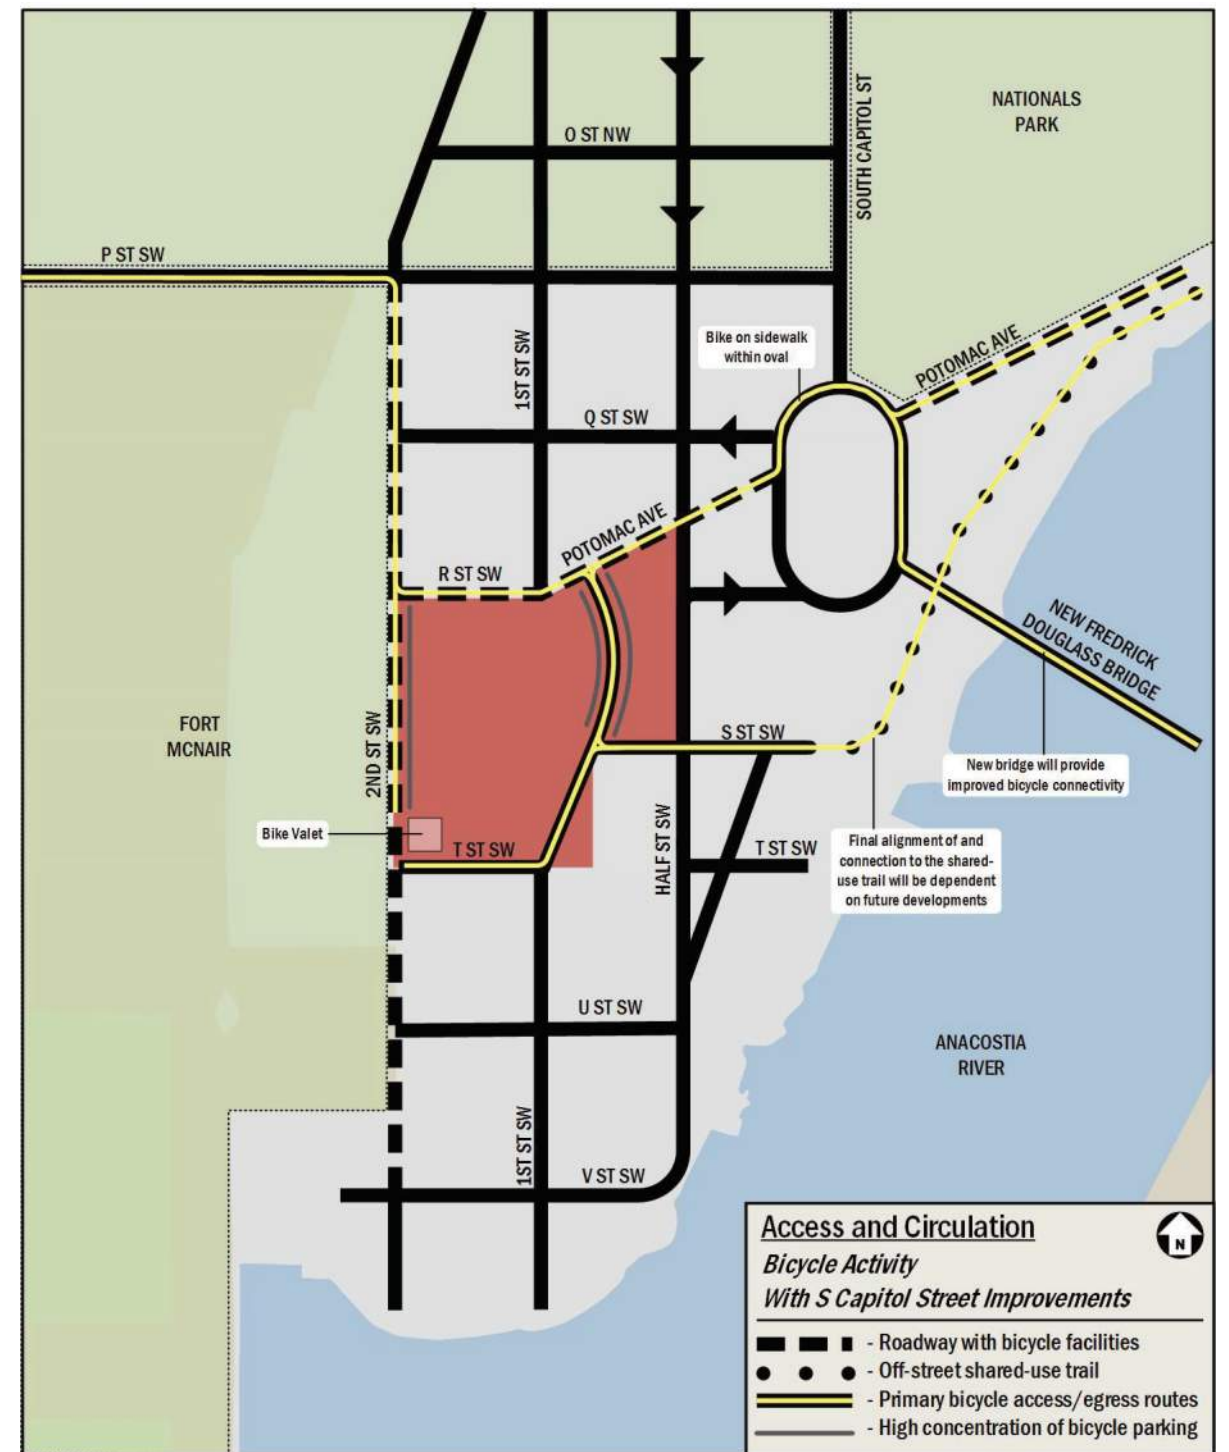 NATIONALS
PARK
SOUTH CAPITOL ST
O ST NW
P ST SW
1ST ST SW
Bike on sidewalk
within oval
POTOMAC AVE
Q ST SW
POTOMAC AVE
R ST SW
NEW FREDRICK
DOUGLASS BRIDGE
FORT
MCNAIR
2ND ST SW
S ST SW
New bridge will provide
improved bicycle connectivity
Bike Valet
T ST SW
HALF ST SW
T ST SW
Final alignment of and
connection to the shared-
use trail will be dependent
on future developments
U ST SW
ANACOSTIA
RIVER
1ST ST SW
V ST SW
Access and Circulation
N
Bicycle Activity
With S Capitol Street Improvements
- Roadway with bicycle facilities
- Off-street shared-use trail
- Primary bicycle access/egress routes
- High concentration of bicycle parking